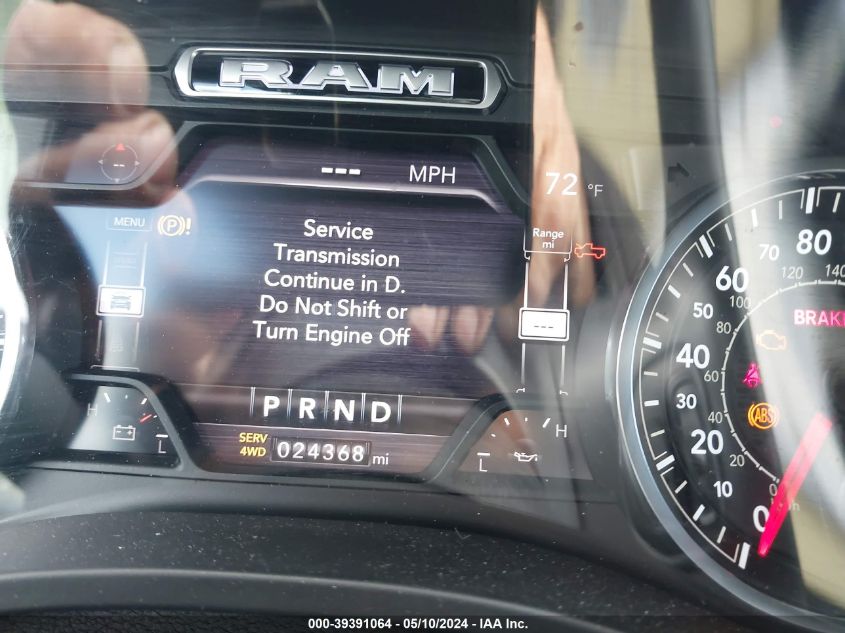 RAM
--- MPH
72 °F
MENU
Service
Transmission
Continue in D.
Do Not Shift or
Turn Engine Off
Range
mi
---
P R N D
H
L
SERV
4WD
024368 mi
H
L
80
70
60
50
40
30
20
10
0
140
120
100
80
60
40
20
0
BRAKE
ABS
000-39391064 - 05/10/2024 - IAA Inc.